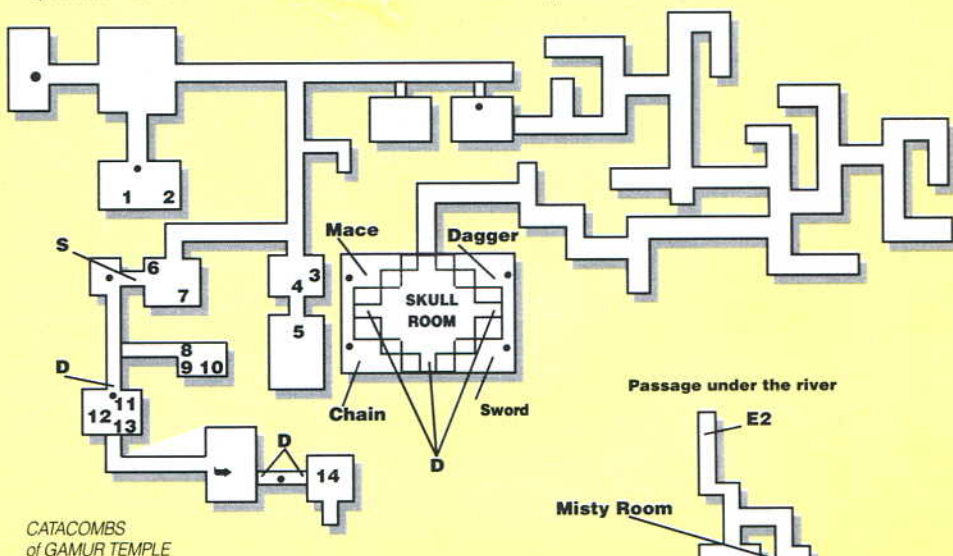 1 2
S
6
7
3
4
5
8
9 10
D
11
12
13
D
14
Mace
Dagger
SKULL
ROOM
Chain
Sword
D
Passage under the river
E2
Misty Room
CATACOMBS
of GAMUR TEMPLE